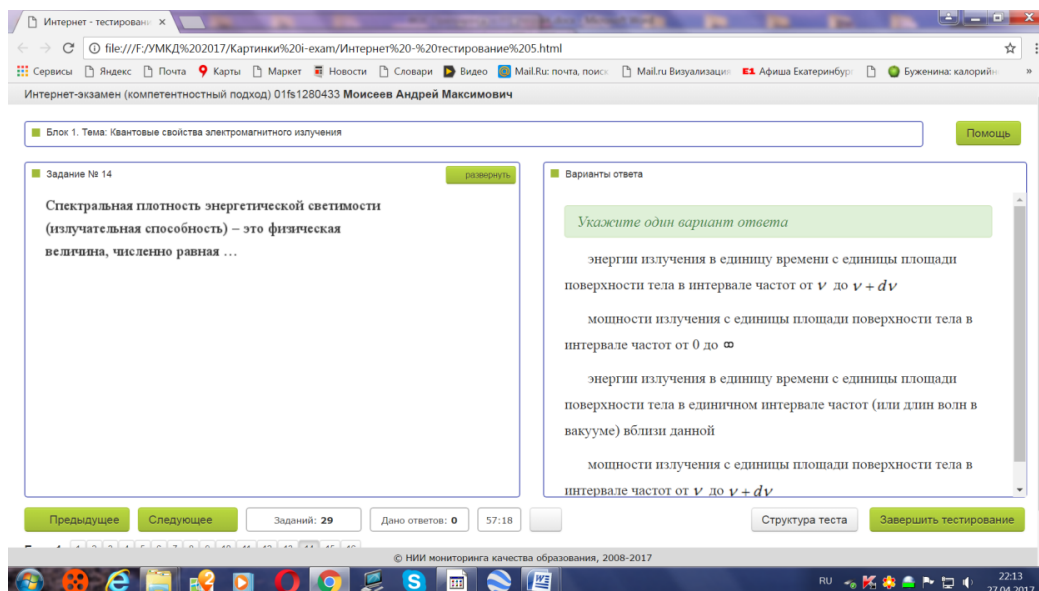 Интернет - тестировани
file:///F:/УМКД%202017/Картинки%20i-exam/Интернет%20-%20тестирование%205.html
Сервисы Яндекс Почта Карты Маркет Новости Словари Видео Mail.Ru: почта, поиск Mail.ru Визуализация E1 Афиша Екатеринбур Буженина: калорийн »
Интернет-экзамен (компетентностный подход) 01fs1280433 Моисеев Андрей Максимович
Блок 1. Тема: Квантовые свойства электромагнитного излучения
Помощь
Задание № 14
развернуть
Спектральная плотность энергетической светимости
(излучательная способность) – это физическая
величина, численно равная …
Варианты ответа
Укажите один вариант ответа
энергии излучения в единицу времени с единицы площади
поверхности тела в интервале частот от ν до ν + dν
мощности излучения с единицы площади поверхности тела в
интервале частот от 0 до ∞
энергии излучения в единицу времени с единицы площади
поверхности тела в единичном интервале частот (или длин волн в
вакууме) вблизи данной
мощности излучения с единицы площади поверхности тела в
интервале частот от ν до ν + dν
Предыдущее Следующее Заданий: 29 Дано ответов: 0 57:18 Структура теста Завершить тестирование
© НИИ мониторинга качества образования, 2008-2017
RU 22:13
27.04.2017